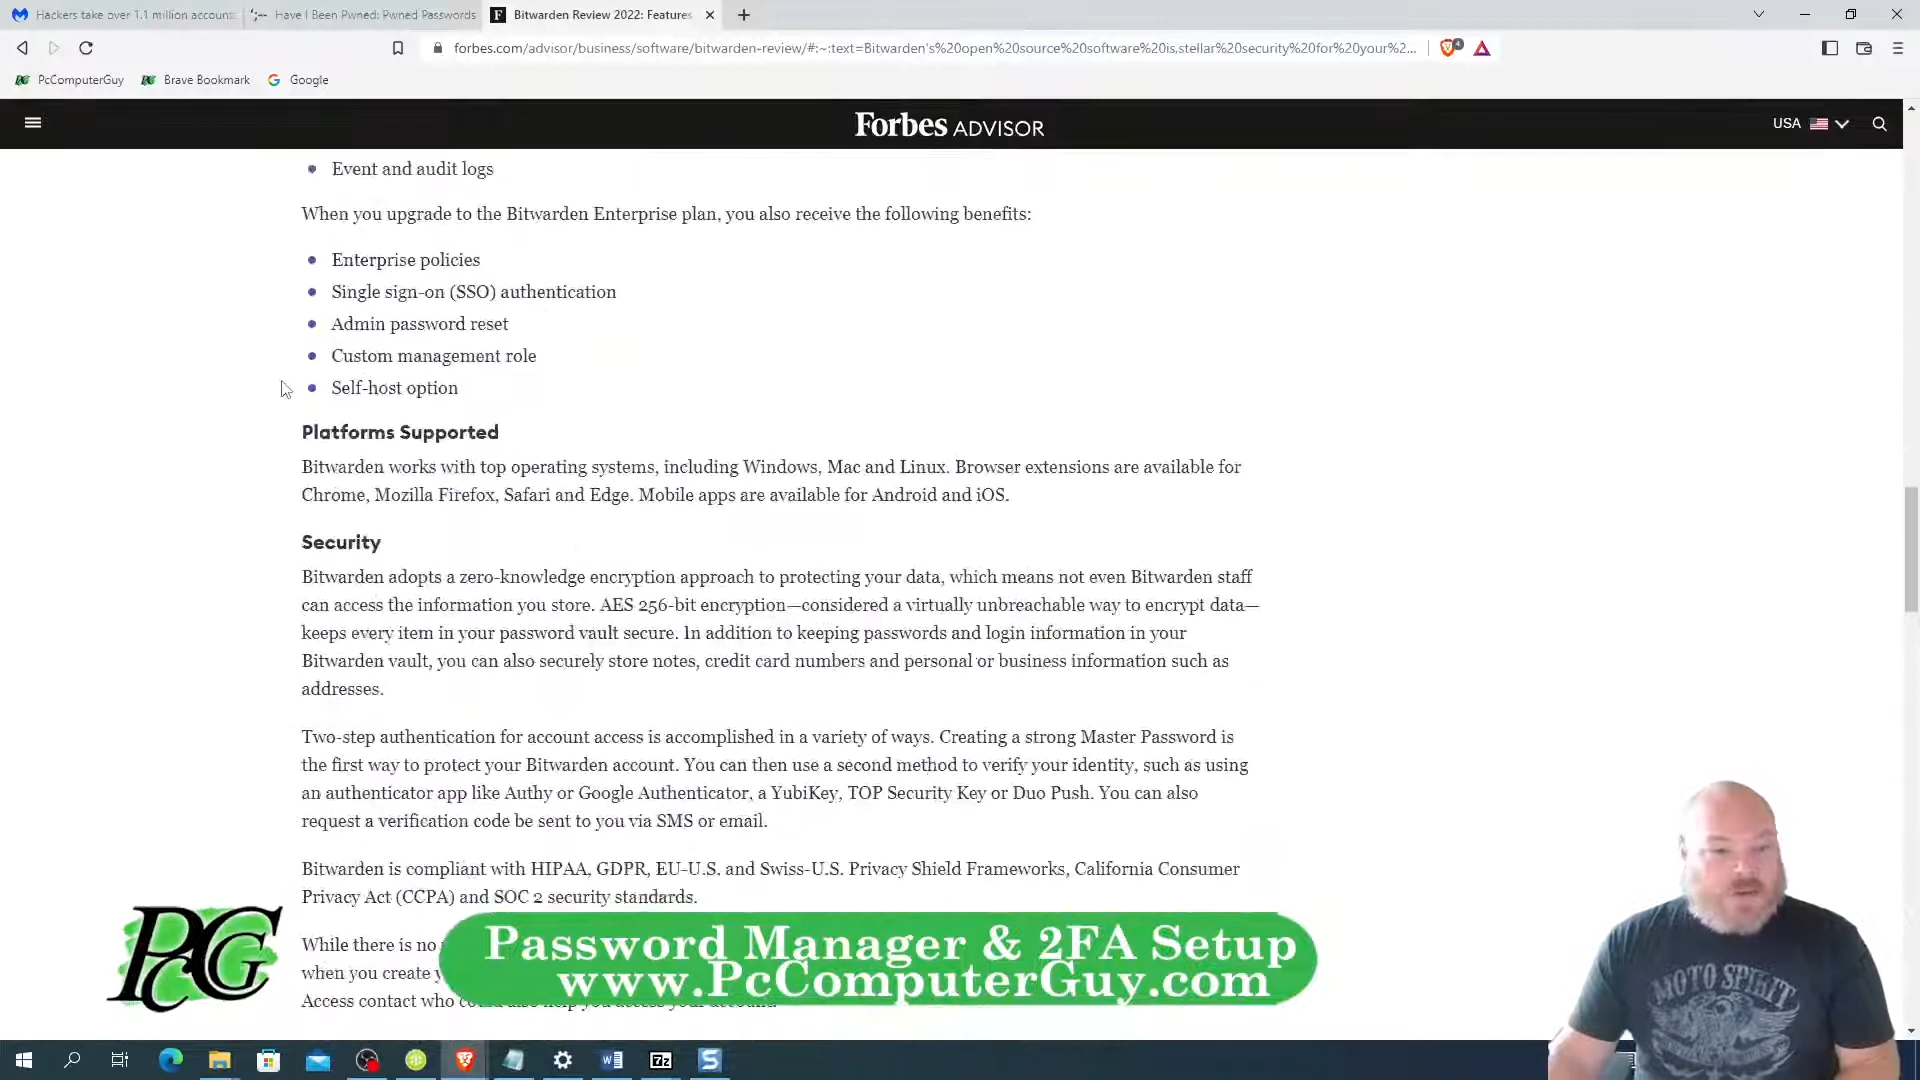 Hackers take over 1.1 million accounts
Have I Been Pwned: Pwned Passwords
Bitwarden Review 2022: Features
forbes.com/advisor/business/software/bitwarden-review/#:~:text=Bitwarden's%20open%20source%20software%20is,stellar%20security%20for%20your%2...
4
PcComputerGuy
Brave Bookmark
Google
Forbes ADVISOR
USA
Event and audit logs
When you upgrade to the Bitwarden Enterprise plan, you also receive the following benefits:
Enterprise policies
Single sign-on (SSO) authentication
Admin password reset
Custom management role
Self-host option
Platforms Supported
Bitwarden works with top operating systems, including Windows, Mac and Linux. Browser extensions are available for
Chrome, Mozilla Firefox, Safari and Edge. Mobile apps are available for Android and iOS.
Security
Bitwarden adopts a zero-knowledge encryption approach to protecting your data, which means not even Bitwarden staff
can access the information you store. AES 256-bit encryption—considered a virtually unbreachable way to encrypt data—
keeps every item in your password vault secure. In addition to keeping passwords and login information in your
Bitwarden vault, you can also securely store notes, credit card numbers and personal or business information such as
addresses.
Two-step authentication for account access is accomplished in a variety of ways. Creating a strong Master Password is
the first way to protect your Bitwarden account. You can then use a second method to verify your identity, such as using
an authenticator app like Authy or Google Authenticator, a YubiKey, TOP Security Key or Duo Push. You can also
request a verification code be sent to you via SMS or email.
Bitwarden is compliant with HIPAA, GDPR, EU-U.S. and Swiss-U.S. Privacy Shield Frameworks, California Consumer
Privacy Act (CCPA) and SOC 2 security standards.
While there is no
when you create
Access contact who
PCG
Password Manager & 2FA Setup
www.PcComputerGuy.com
MOTO SPIRIT